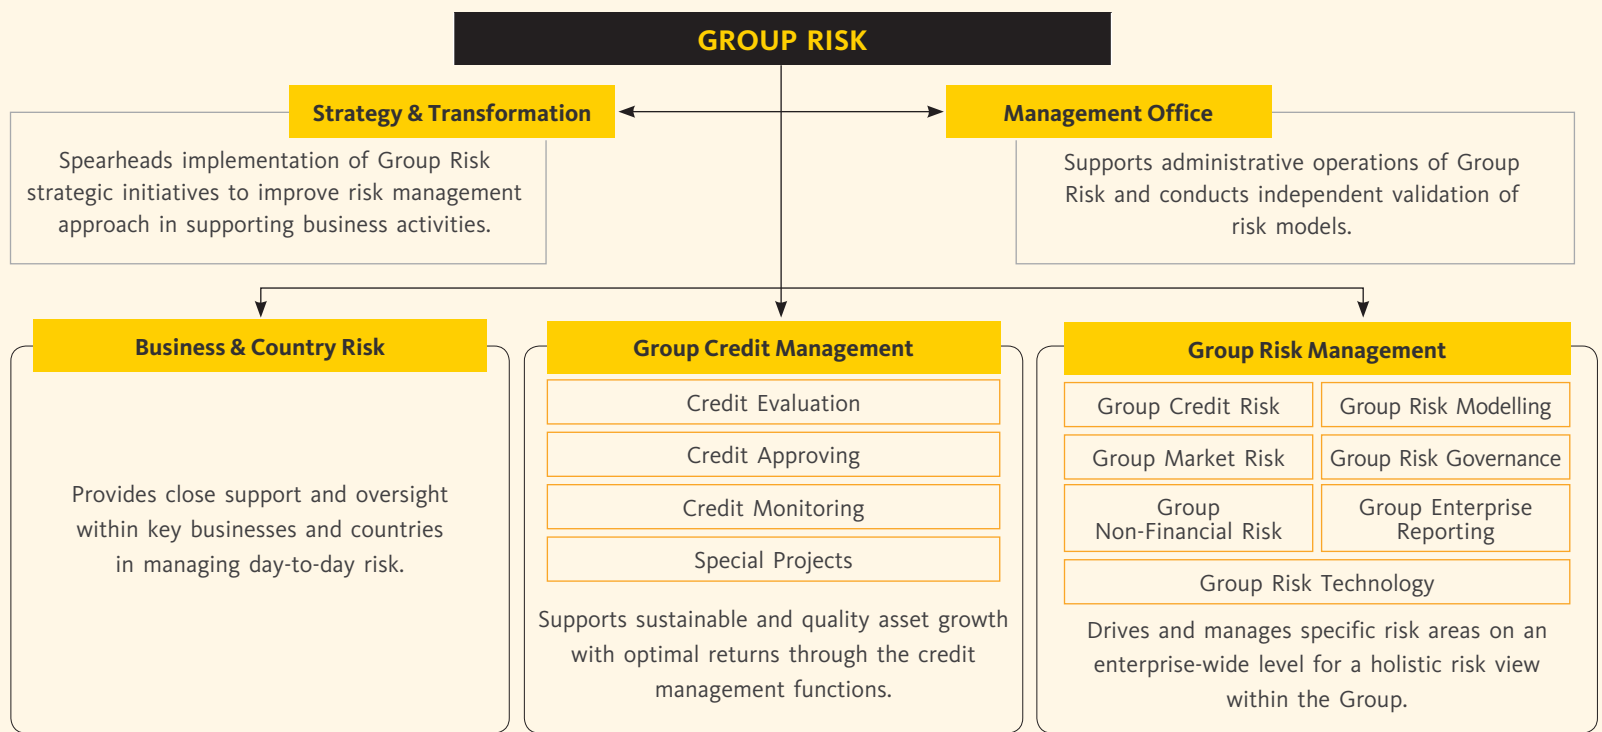 GROUP RISK
Strategy & Transformation
Spearheads implementation of Group Risk
strategic initiatives to improve risk management
approach in supporting business activities.
Management Office
Supports administrative operations of Group
Risk and conducts independent validation of
risk models.
Business & Country Risk
Provides close support and oversight
within key businesses and countries
in managing day-to-day risk.
Group Credit Management
Credit Evaluation
Credit Approving
Credit Monitoring
Special Projects
Supports sustainable and quality asset growth
with optimal returns through the credit
management functions.
Group Risk Management
Group Credit Risk
Group Risk Modelling
Group Market Risk
Group Risk Governance
Group
Non-Financial Risk
Group Enterprise
Reporting
Group Risk Technology
Drives and manages specific risk areas on an
enterprise-wide level for a holistic risk view
within the Group.